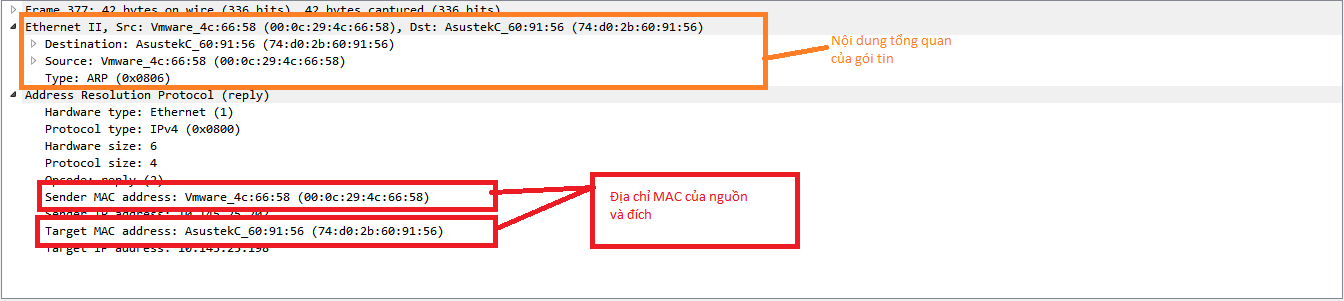 Frame 377: 42 bytes on wire (336 bits), 42 bytes captured (336 bits)
Ethernet II, Src: Vmware_4c:66:58 (00:0c:29:4c:66:58), Dst: AsustekC_60:91:56 (74:d0:2b:60:91:56)
Destination: AsustekC_60:91:56 (74:d0:2b:60:91:56)
Source: Vmware_4c:66:58 (00:0c:29:4c:66:58)
Type: ARP (0x0806)
Nội dung tổng quan
của gói tin
Address Resolution Protocol (reply)
Hardware type: Ethernet (1)
Protocol type: IPv4 (0x0800)
Hardware size: 6
Protocol size: 4
Opcode: reply (2)
Sender MAC address: Vmware_4c:66:58 (00:0c:29:4c:66:58)
Sender IP address:
Target MAC address: AsustekC_60:91:56 (74:d0:2b:60:91:56)
Target IP address: 10.145.25.198
Địa chỉ MAC của nguồn
và đích